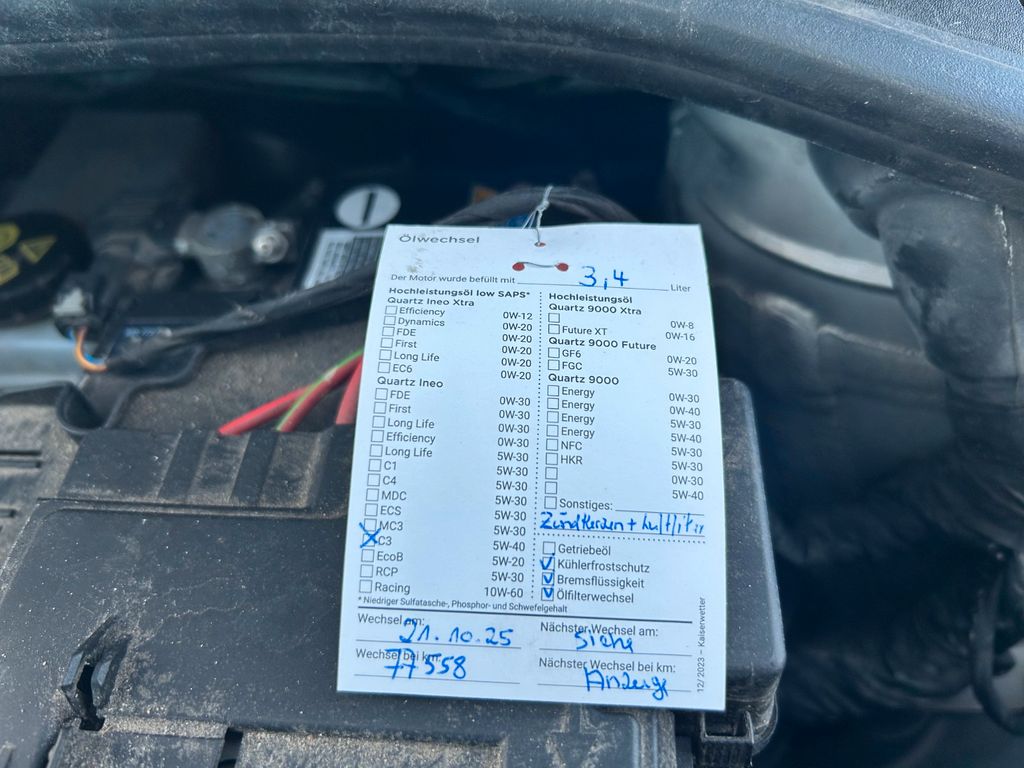 Ölwechsel
Der Motor wurde befüllt mit 3,4 Liter
Hochleistungsöl low SAPS*
Quartz Ineo Xtra
Efficiency 0W-12
Dynamics 0W-20
FDE 0W-20
First 0W-20
Long Life 0W-20
EC6 0W-20
Quartz Ineo
FDE 0W-30
First 0W-30
Long Life 0W-30
Efficiency 0W-30
Long Life 5W-30
C1 5W-30
C4 5W-30
MDC 5W-30
ECS 5W-30
MC3 5W-30
C3 5W-40
EcoB 5W-20
RCP 5W-30
Racing 10W-60
* Niedriger Sulfatasche-, Phosphor- und Schwefelgehalt
Hochleistungsöl
Quartz 9000 Xtra
0W-8
Future XT 0W-16
Quartz 9000 Future
GF6 0W-20
FGC 5W-30
Quartz 9000
Energy 0W-30
Energy 0W-40
Energy 5W-30
Energy 5W-40
NFC 5W-30
HKR 5W-30
0W-30
5W-40
Sonstiges:
Zündkerzen + Luftfilter
Getriebeöl
Kühlerfrostschutz
Bremsflüssigkeit
Ölfilterwechsel
Wechsel am: 21.10.25
Wechsel bei km: 77558
Nächster Wechsel am: Siehe
Nächster Wechsel bei km: Anzeige
12/2023 – Kaiserwetter